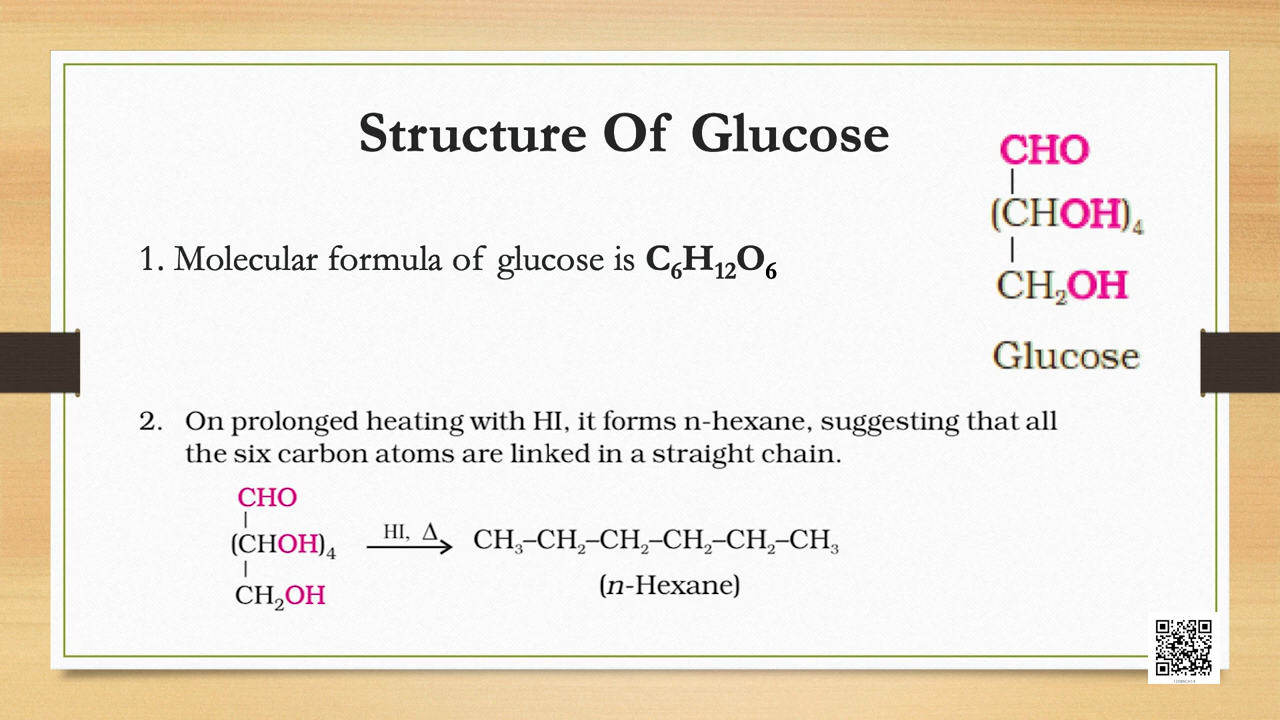 Structure Of Glucose
CHO
|
(CHOH)₄
|
CH₂OH
Glucose
1. Molecular formula of glucose is C₆H₁₂O₆
2. On prolonged heating with HI, it forms n-hexane, suggesting that all
the six carbon atoms are linked in a straight chain.
CHO
|
(CHOH)₄
|
CH₂OH
HI, Δ
CH₃–CH₂–CH₂–CH₂–CH₂–CH₃
(n-Hexane)